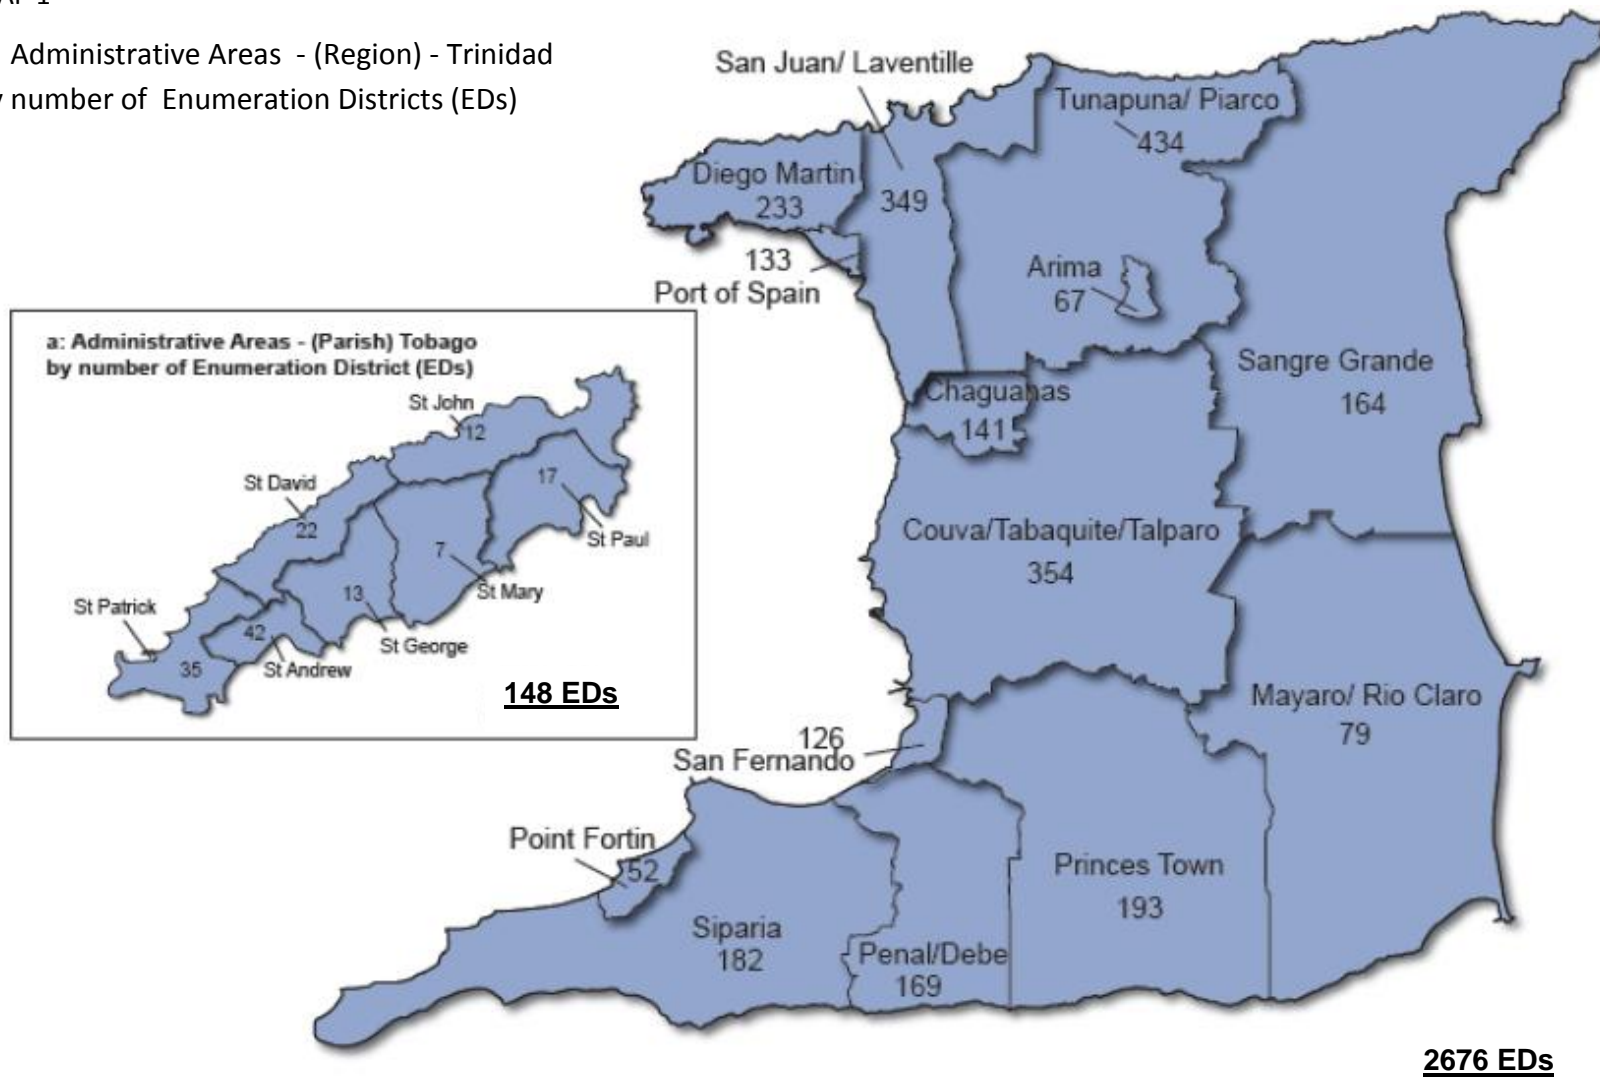 Administrative Areas - (Region) - Trinidad
number of Enumeration Districts (EDs)
San Juan/ Laventille
349
Tunapuna/ Piarco
434
Diego Martin
233
133
Port of Spain
Arima
67
Sangre Grande
164
Chaguanas
141
Couva/Tabaquite/Talparo
354
Mayaro/ Rio Claro
79
126
San Fernando
Point Fortin
52
Siparia
182
Penal/Debe
169
Princes Town
193
2676 EDs
a: Administrative Areas - (Parish) Tobago
by number of Enumeration District (EDs)
St John
12
St David
22
17
St Paul
7
St Mary
13
St George
St Patrick
35
42
St Andrew
148 EDs